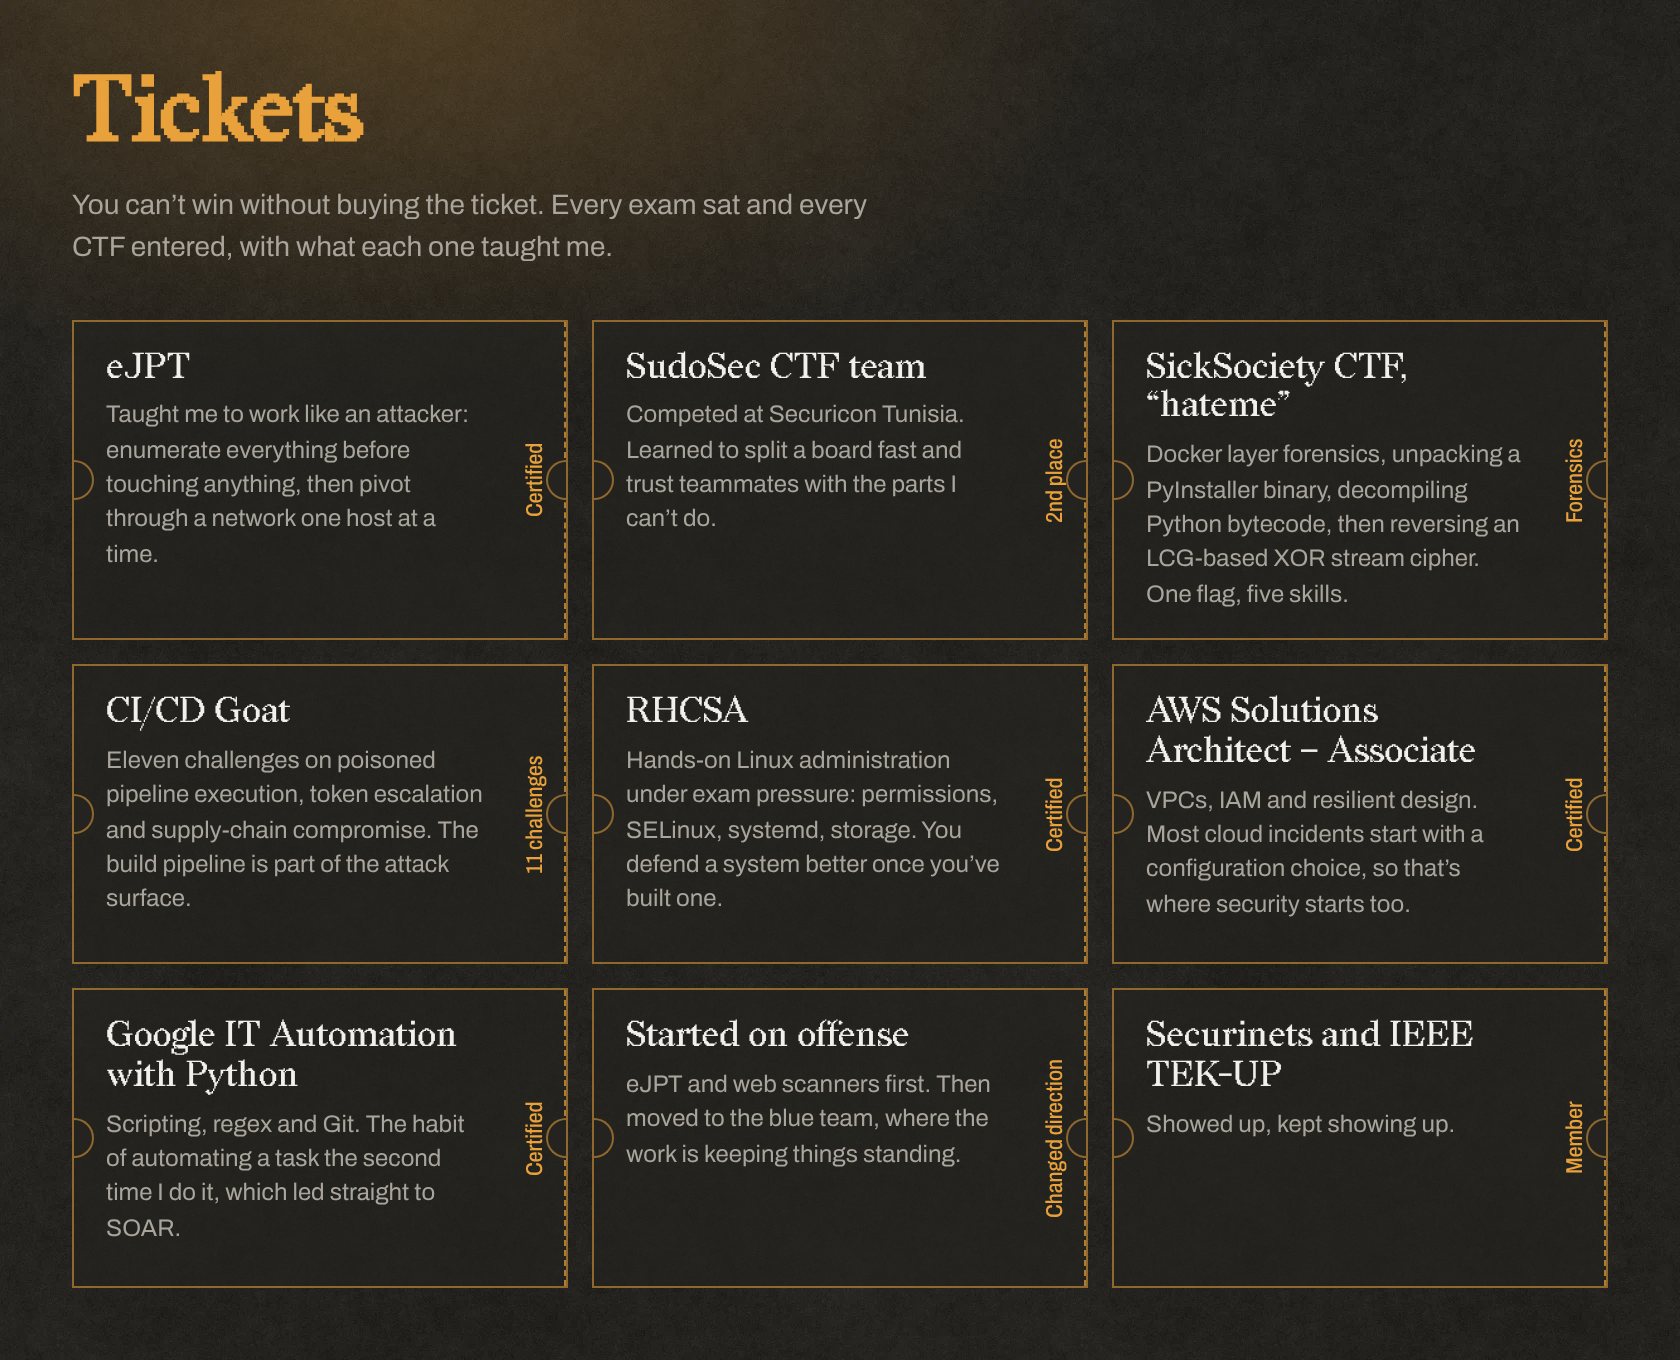 Tickets
You can’t win without buying the ticket. Every exam sat and every
CTF entered, with what each one taught me.
eJPT
Taught me to work like an attacker:
enumerate everything before
touching anything, then pivot
through a network one host at a
time.
Certified
SudoSec CTF team
Competed at Securicon Tunisia.
Learned to split a board fast and
trust teammates with the parts I
can’t do.
2nd place
SickSociety CTF,
“hateme”
Docker layer forensics, unpacking a
PyInstaller binary, decompiling
Python bytecode, then reversing an
LCG-based XOR stream cipher.
One flag, five skills.
Forensics
CI/CD Goat
Eleven challenges on poisoned
pipeline execution, token escalation
and supply-chain compromise. The
build pipeline is part of the attack
surface.
11 challenges
RHCSA
Hands-on Linux administration
under exam pressure: permissions,
SELinux, systemd, storage. You
defend a system better once you’ve
built one.
Certified
AWS Solutions
Architect – Associate
VPCs, IAM and resilient design.
Most cloud incidents start with a
configuration choice, so that’s
where security starts too.
Certified
Google IT Automation
with Python
Scripting, regex and Git. The habit
of automating a task the second
time I do it, which led straight to
SOAR.
Certified
Started on offense
eJPT and web scanners first. Then
moved to the blue team, where the
work is keeping things standing.
Changed direction
Securinets and IEEE
TEK-UP
Showed up, kept showing up.
Member